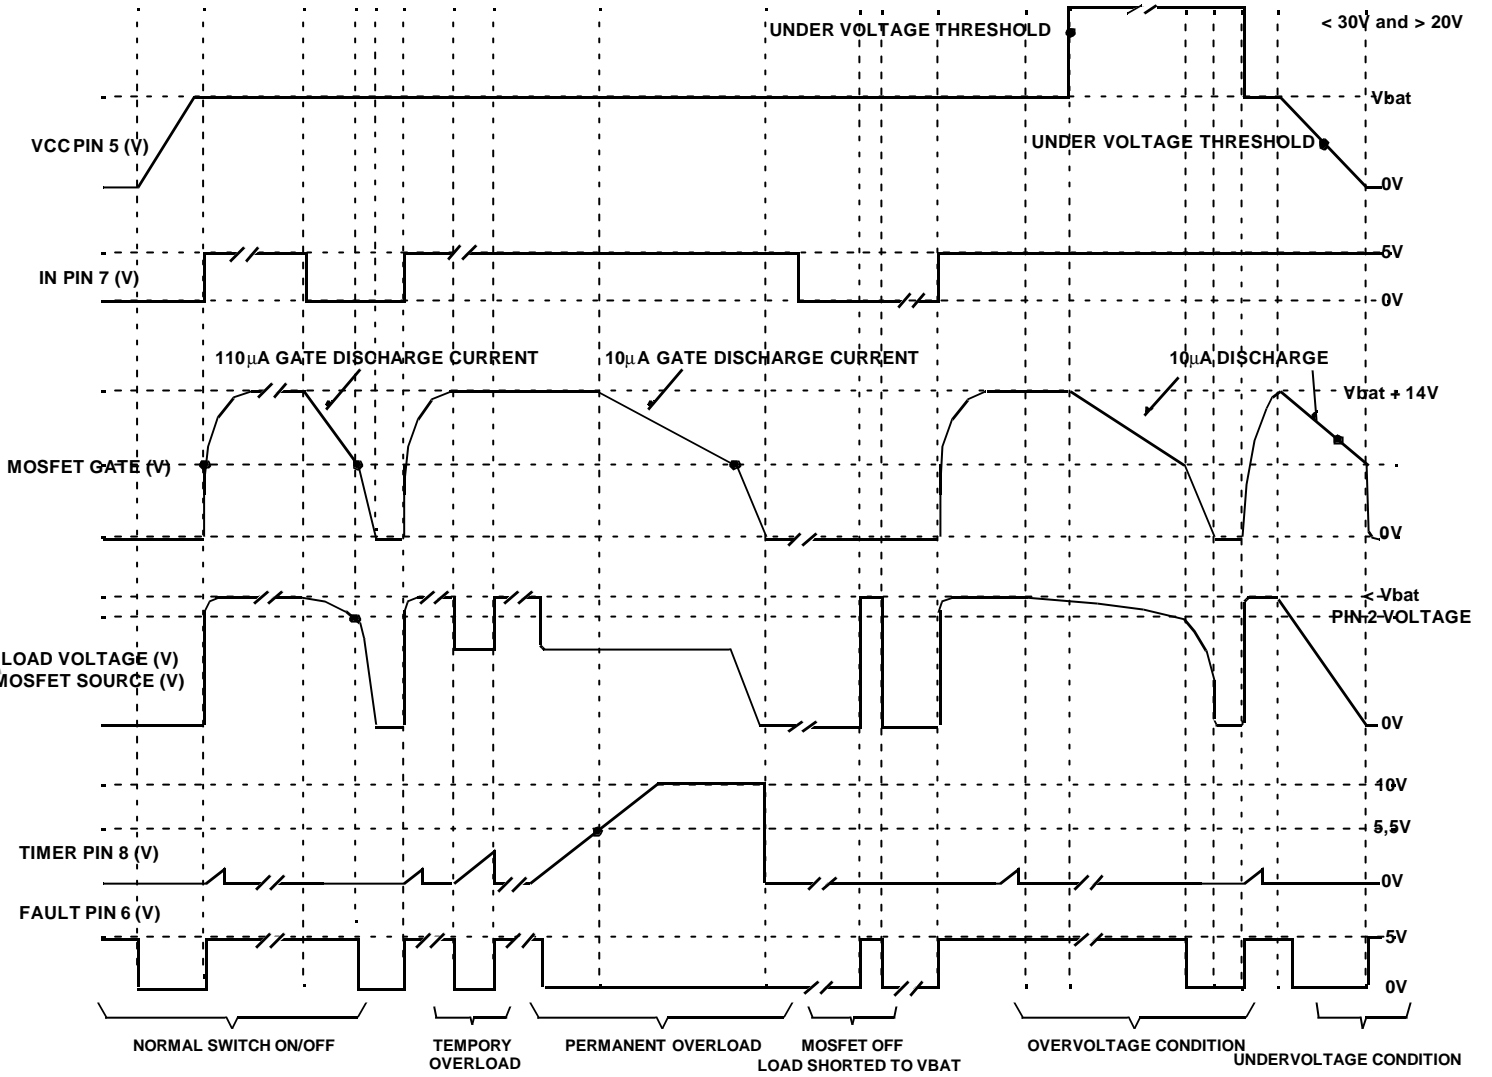 UNDER VOLTAGE THRESHOLD
< 30V and > 20V
Vbat
VCC PIN 5 (V)
UNDER VOLTAGE THRESHOLD
0V
5V
IN PIN 7 (V)
0V
110µA GATE DISCHARGE CURRENT
10µA GATE DISCHARGE CURRENT
10µA DISCHARGE
Vbat + 14V
MOSFET GATE (V)
0V
Vbat
PIN 2 VOLTAGE
LOAD VOLTAGE (V)
MOSFET SOURCE (V)
0V
10V
5,5V
TIMER PIN 8 (V)
0V
FAULT PIN 6 (V)
5V
0V
NORMAL SWITCH ON/OFF
TEMPORY
OVERLOAD
PERMANENT OVERLOAD
MOSFET OFF
LOAD SHORTED TO VBAT
OVERVOLTAGE CONDITION
UNDERVOLTAGE CONDITION